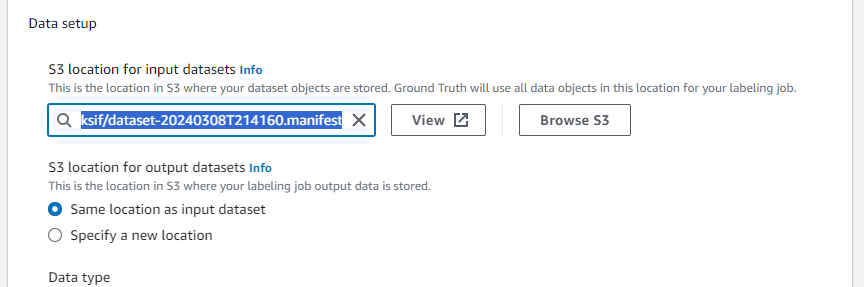 Data setup
S3 location for input datasets Info
This is the location in S3 where your dataset objects are stored. Ground Truth will use all data objects in this location for your labeling job.
ksif/dataset-20240308T214160.manifest View Browse S3
S3 location for output datasets Info
This is the location in S3 where your labeling job output data is stored.
Same location as input dataset
Specify a new location
Data type